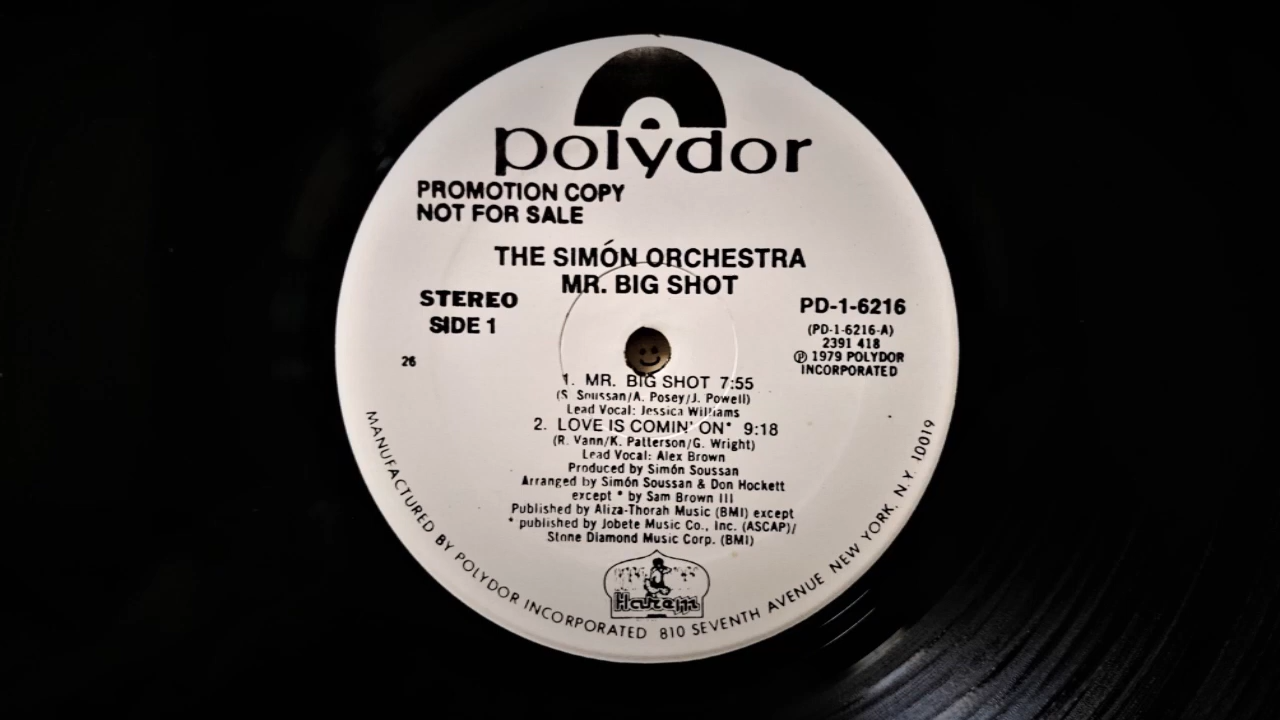 polydor
PROMOTION COPY
NOT FOR SALE
THE SIMÓN ORCHESTRA
MR. BIG SHOT
STEREO
SIDE 1
26
PD-1-6216
(PD-1-6216-A)
2391 418
℗ 1979 POLYDOR
INCORPORATED
1. MR. BIG SHOT 7:55
(S. Soussan/A. Posey/J. Powell)
Lead Vocal: Jessica Williams
2. LOVE IS COMIN' ON* 9:18
(R. Vann/K. Patterson/G. Wright)
Lead Vocal: Alex Brown
Produced by Simón Soussan
Arranged by Simón Soussan & Don Hockett
except * by Sam Brown III
Published by Aliza-Thorah Music (BMI) except
* published by Jobete Music Co., Inc. (ASCAP)/
Stone Diamond Music Corp. (BMI)
Harem
MANUFACTURED BY POLYDOR INCORPORATED 810 SEVENTH AVENUE NEW YORK. N.Y. 10019